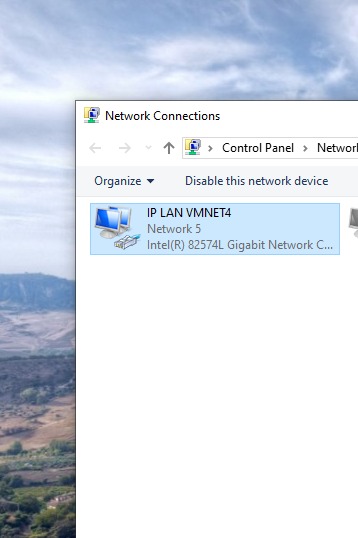 Network Connections
Control Panel
Organize
Disable this network device
IP LAN VMNET4
Network 5
Intel(R) 82574L Gigabit Network C...